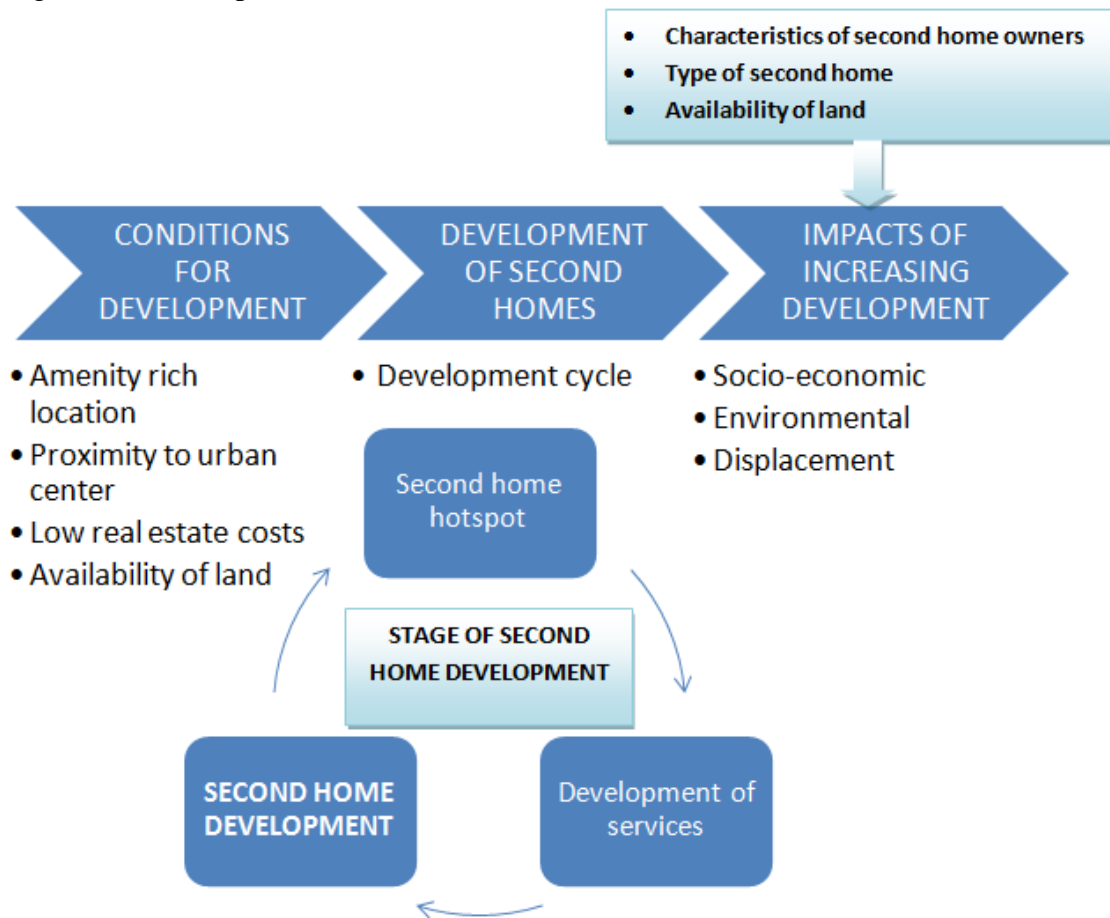 • Characteristics of second home owners
• Type of second home
• Availability of land
CONDITIONS
FOR
DEVELOPMENT
DEVELOPMENT
OF SECOND
HOMES
IMPACTS OF
INCREASING
DEVELOPMENT
• Amenity rich
location
• Proximity to urban
center
• Low real estate costs
• Availability of land
• Development cycle
• Socio-economic
• Environmental
• Displacement
Second home
hotspot
STAGE OF SECOND
HOME DEVELOPMENT
SECOND HOME
DEVELOPMENT
Development of
services